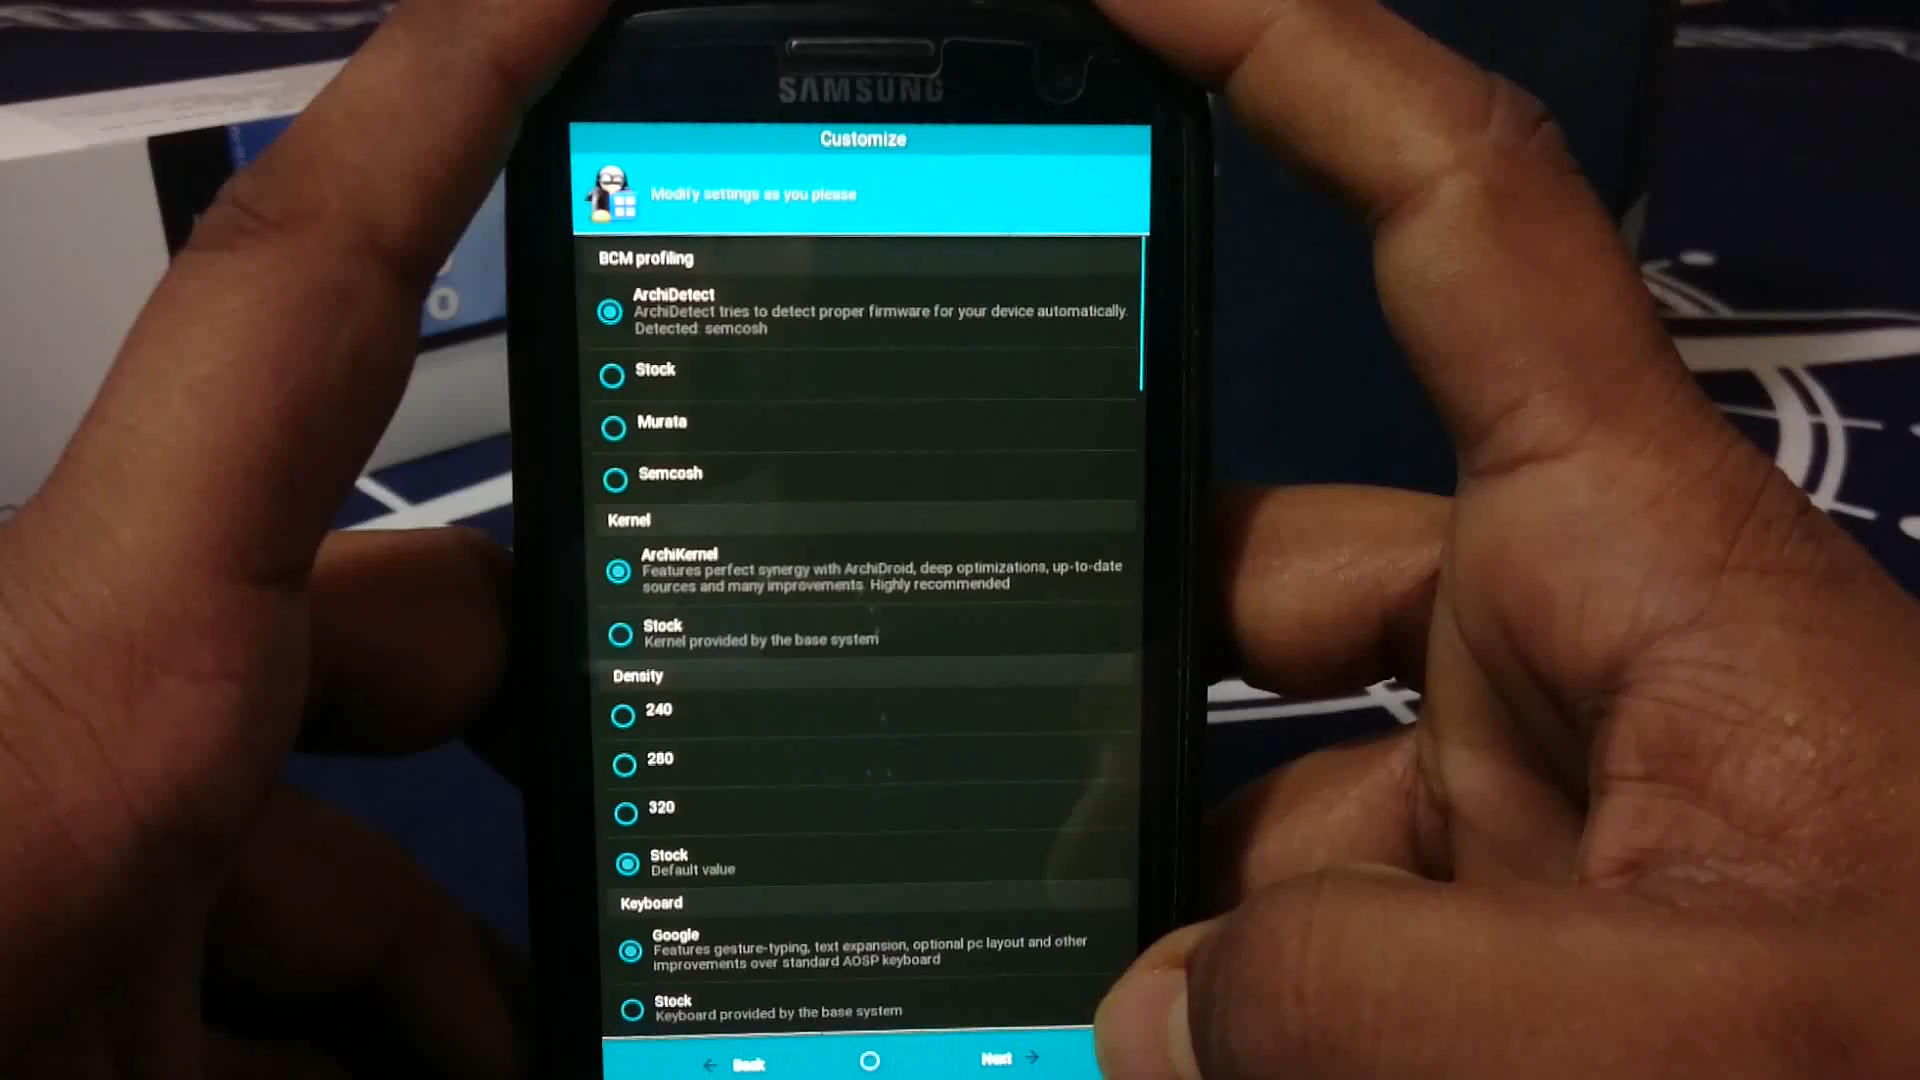 SAMSUNG
Customize
Modify settings as you please
BCM profiling
ArchiDetect
ArchiDetect tries to detect proper firmware for your device automatically.
Detected: semcosh
Stock
Murata
Semcosh
Kernel
ArchiKernel
Features perfect synergy with ArchiDroid, deep optimizations, up-to-date
sources and many improvements. Highly recommended
Stock
Kernel provided by the base system
Density
240
280
320
Stock
Default value
Keyboard
Google
Features gesture-typing, text expansion, optional pc layout and other
improvements over standard AOSP keyboard
Stock
Keyboard provided by the base system
Back
Next